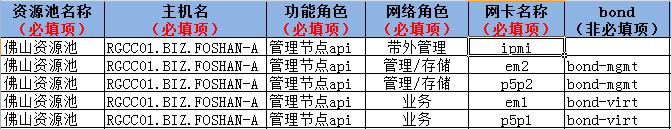 资源池名称 主机名 功能角色 网络角色 网卡名称 bond
(必填项) (必填项) (必填项) (必填项) (必填项) (非必填项)
佛山资源池 RGCC01.BIZ.FOSHAN-A 管理节点api 带外管理 ipmi
佛山资源池 RGCC01.BIZ.FOSHAN-A 管理节点api 管理/存储 em2 bond-mgmt
佛山资源池 RGCC01.BIZ.FOSHAN-A 管理节点api 管理/存储 p5p2 bond-mgmt
佛山资源池 RGCC01.BIZ.FOSHAN-A 管理节点api 业务 em1 bond-virt
佛山资源池 RGCC01.BIZ.FOSHAN-A 管理节点api 业务 p5p1 bond-virt